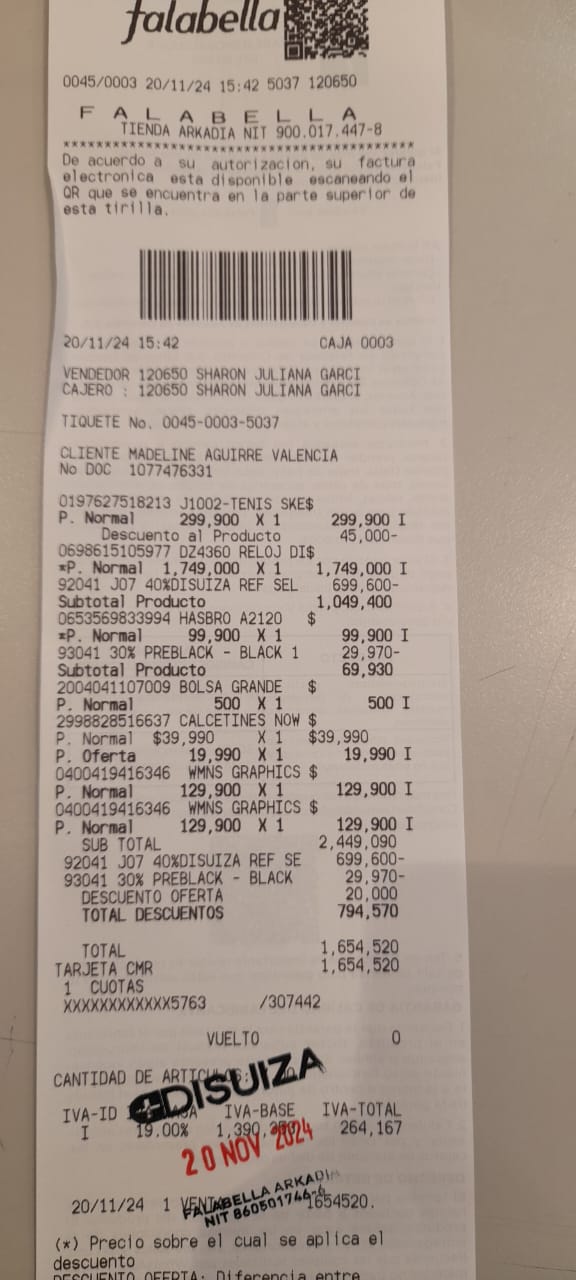 falabella
0045/0003 20/11/24 15:42 5037 120650
F A L A B E L L A
TIENDA ARKADIA NIT 900.017.447-8
******************************************
De acuerdo a su autorizacion, su factura
electronica esta disponible escaneando el
QR que se encuentra en la parte superior de
esta tirilla.
20/11/24 15:42 CAJA 0003
VENDEDOR 120650 SHARON JULIANA GARCI
CAJERO : 120650 SHARON JULIANA GARCI
TIQUETE No. 0045-0003-5037
CLIENTE MADELINE AGUIRRE VALENCIA
No DOC 1077476331
0197627518213 J1002-TENIS SKE$
P. Normal 299,900 X 1 299,900 I
Descuento al Producto 45,000-
0698615105977 DZ4360 RELOJ DI$
*P. Normal 1,749,000 X 1 1,749,000 I
92041 J07 40%DISUIZA REF SEL 699,600-
Subtotal Producto 1,049,400
0653569833994 HASBRO A2120 $
*P. Normal 99,900 X 1 99,900 I
93041 30% PREBLACK - BLACK 1 29,970-
Subtotal Producto 69,930
2004041107009 BOLSA GRANDE $
P. Normal 500 X 1 500 I
2998828516637 CALCETINES NOW $
P. Normal $39,990 X 1 $39,990
P. Oferta 19,990 X 1 19,990 I
0400419416346 WMNS GRAPHICS $
P. Normal 129,900 X 1 129,900 I
0400419416346 WMNS GRAPHICS $
P. Normal 129,900 X 1 129,900 I
SUB TOTAL 2,449,090
92041 J07 40%DISUIZA REF SE 699,600-
93041 30% PREBLACK - BLACK 29,970-
DESCUENTO OFERTA 20,000
TOTAL DESCUENTOS 794,570
TOTAL 1,654,520
TARJETA CMR 1,654,520
1 CUOTAS
XXXXXXXXXXXX5763 /307442
VUELTO 0
CANTIDAD DE
DISUIZA
IVA-ID IVA-BASE IVA-TOTAL
I 19.00% 264,167
20 NOV 2024
20/11/24 1 1654520.
FALABELLA ARKADIA
NIT 860501746-6
(*) Precio sobre el cual se aplica el
descuento
DESCUENTO OFERTA: Diferencia entre